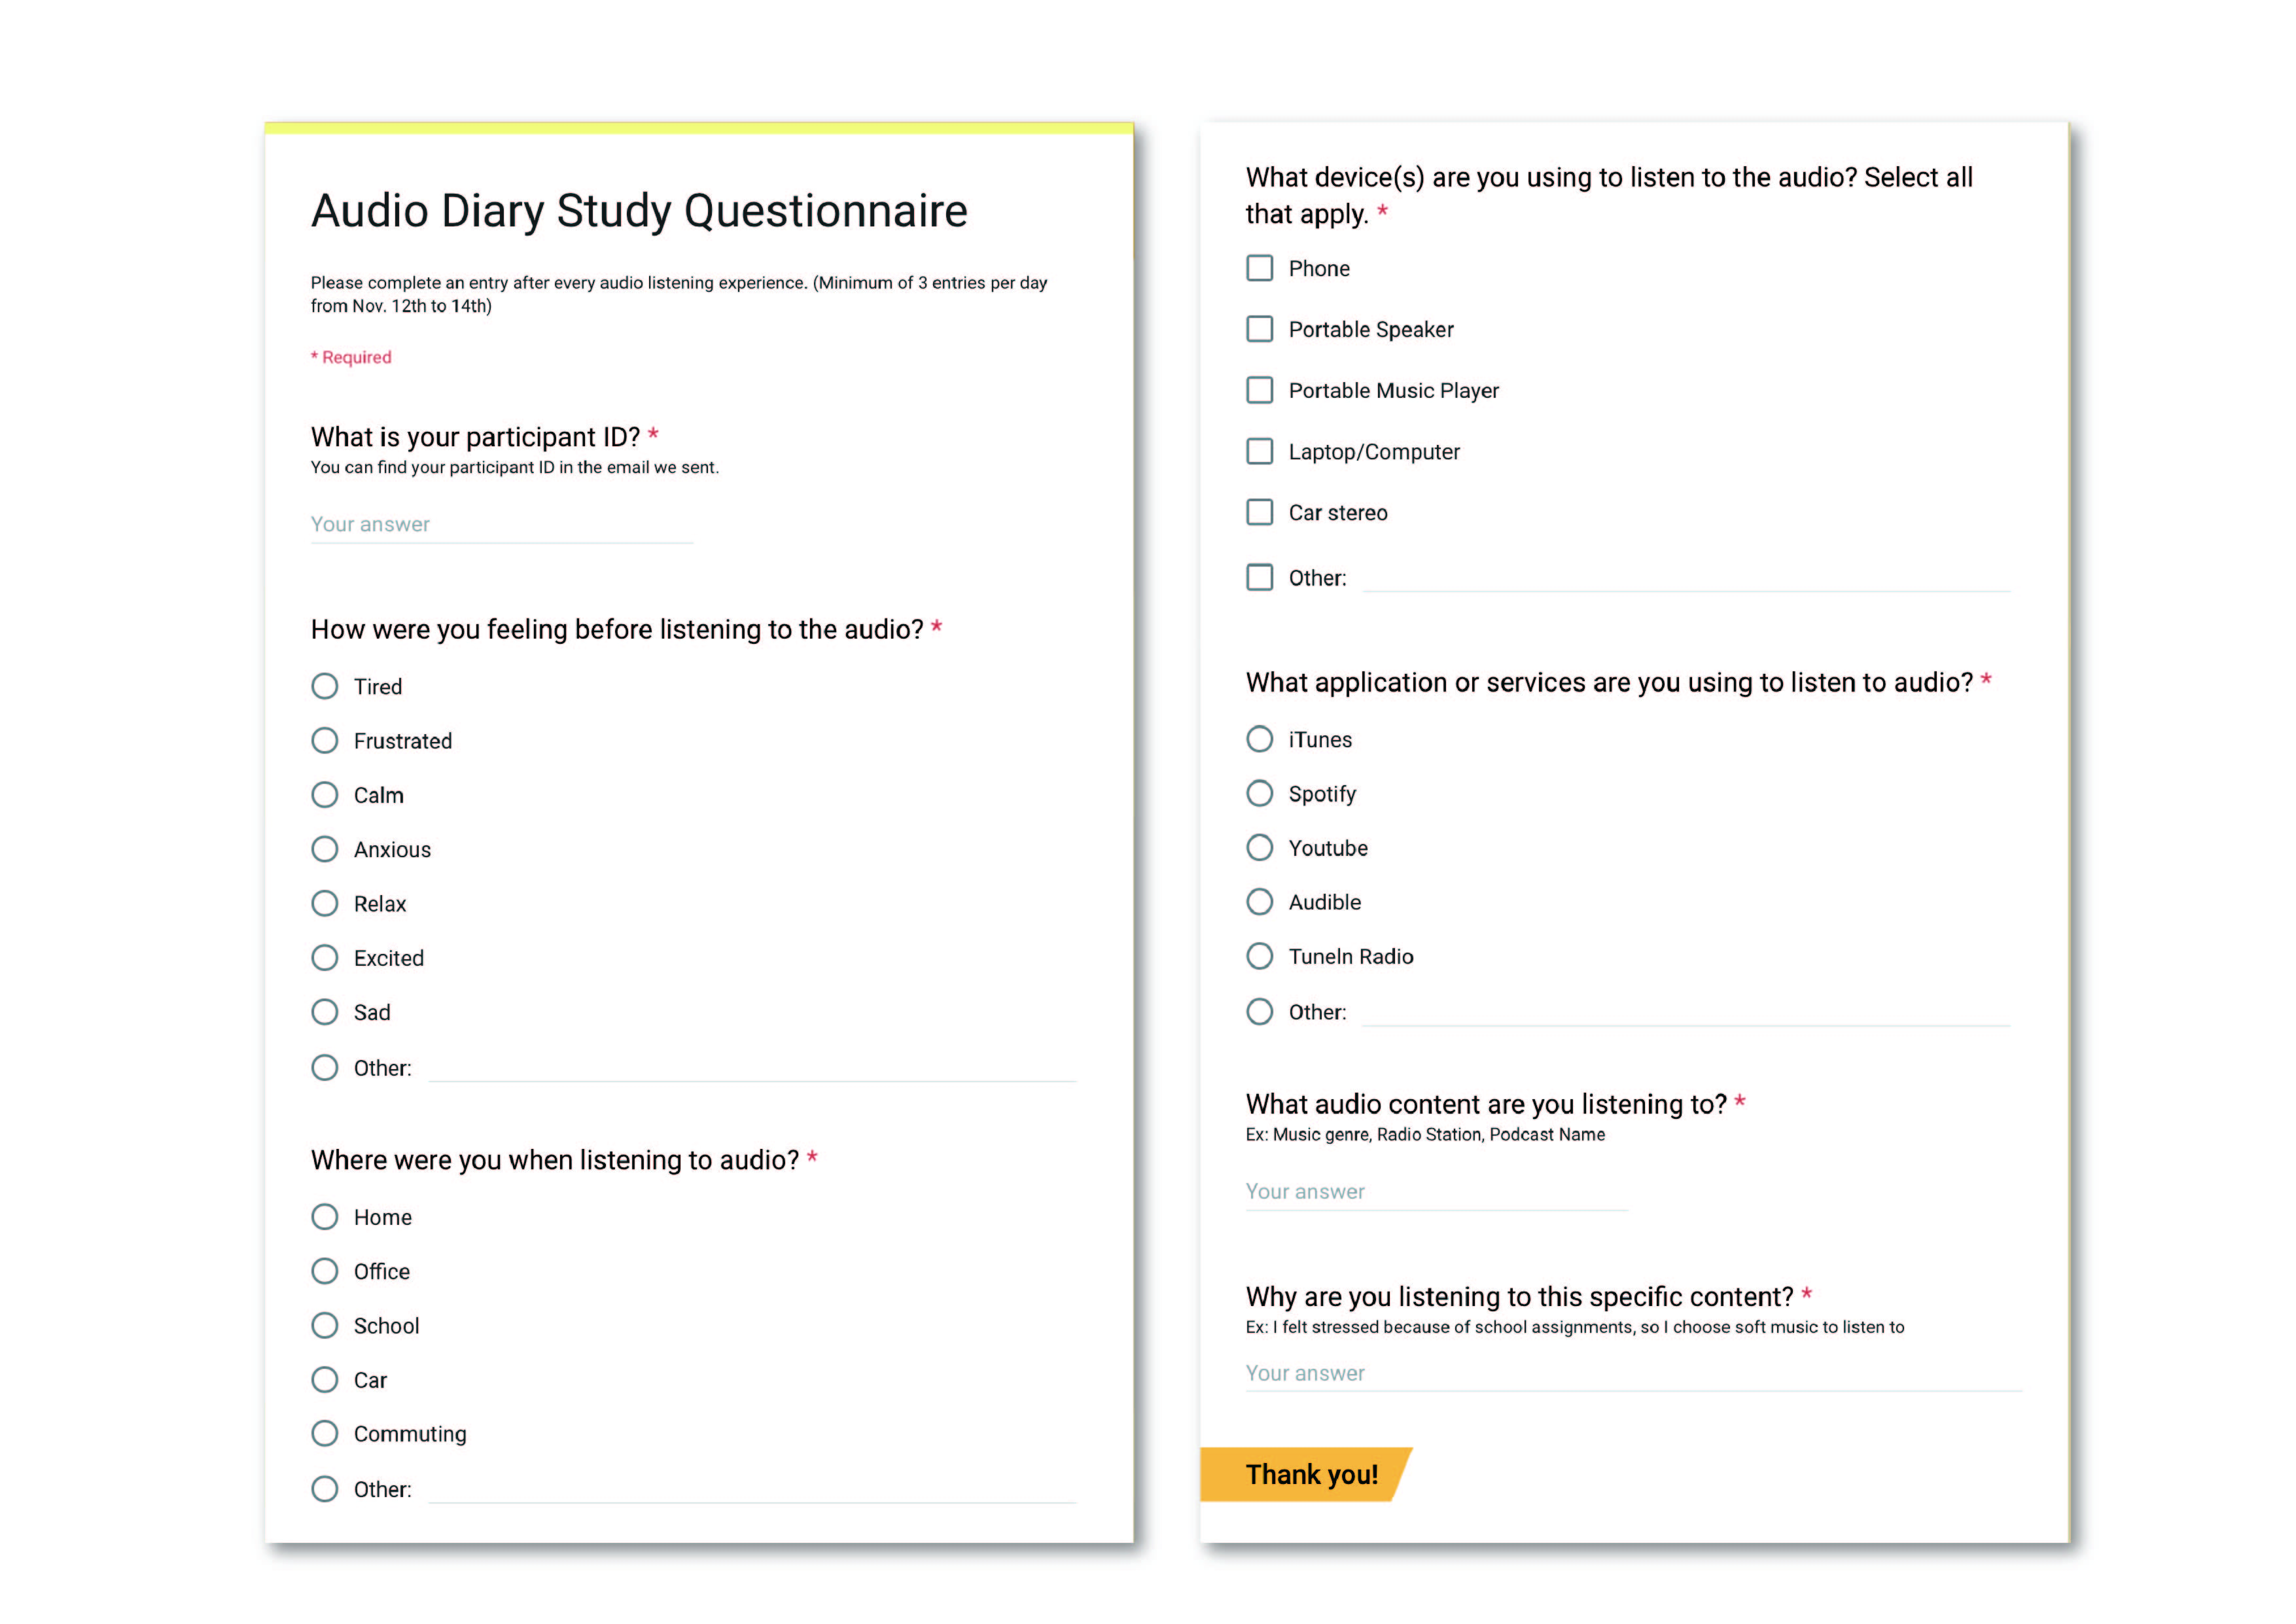 Audio Diary Study Questionnaire
Please complete an entry after every audio listening experience. (Minimum of 3 entries per day
from Nov. 12th to 14th)
* Required
What is your participant ID? *
You can find your participant ID in the email we sent.
Your answer
How were you feeling before listening to the audio? *
Tired
Frustrated
Calm
Anxious
Relax
Excited
Sad
Other:
Where were you when listening to audio? *
Home
Office
School
Car
Commuting
Other:
What device(s) are you using to listen to the audio? Select all
that apply. *
Phone
Portable Speaker
Portable Music Player
Laptop/Computer
Car stereo
Other:
What application or services are you using to listen to audio? *
iTunes
Spotify
Youtube
Audible
TuneIn Radio
Other:
What audio content are you listening to? *
Ex: Music genre, Radio Station, Podcast Name
Your answer
Why are you listening to this specific content? *
Ex: I felt stressed because of school assignments, so I choose soft music to listen to
Your answer
Thank you!